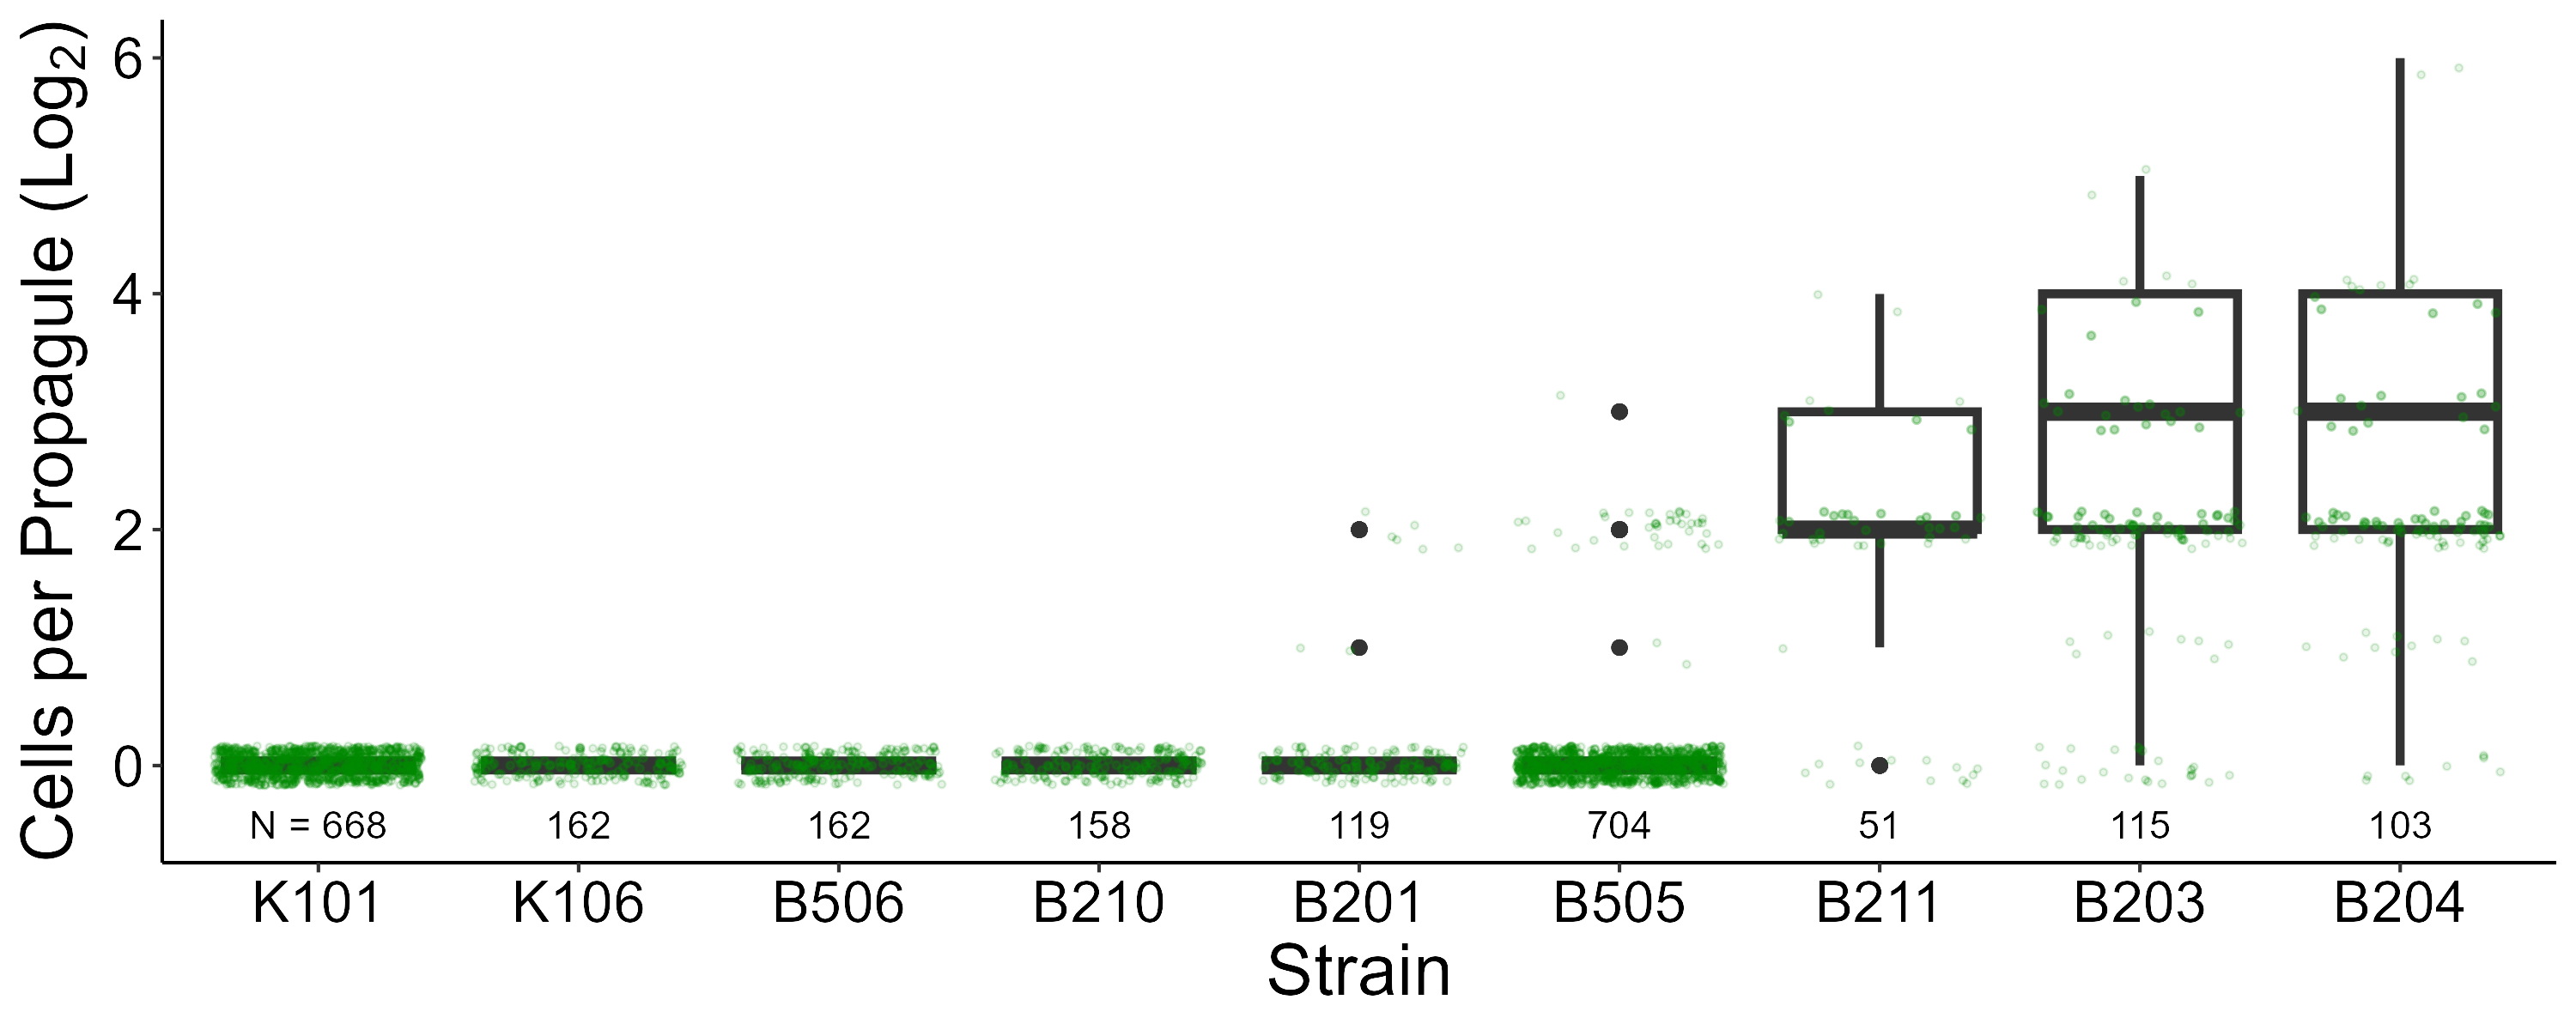 Cells per Propagule (Log₂)
6
4
2
0
N = 668 162 162 158 119 704 51 115 103
K101 K106 B506 B210 B201 B505 B211 B203 B204
Strain